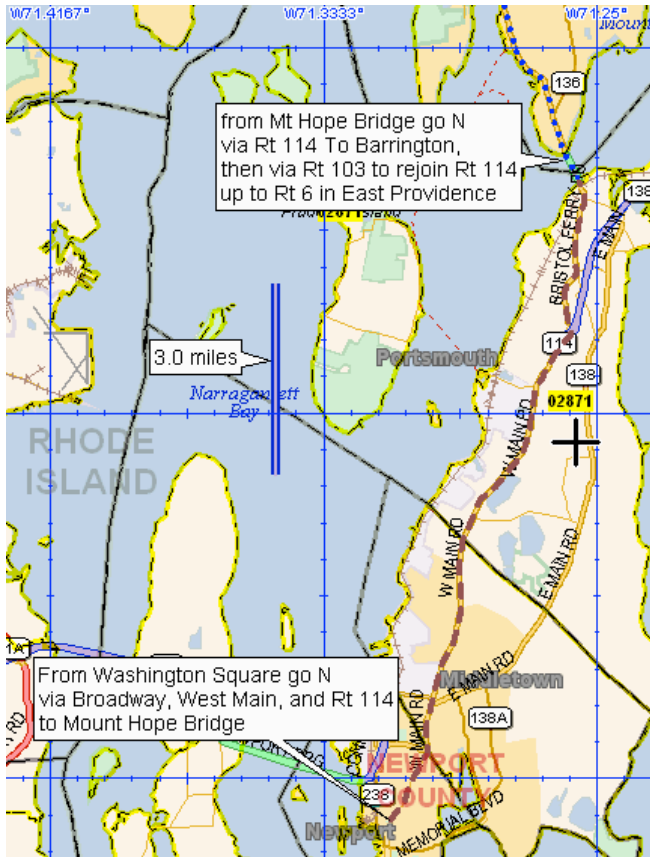 W71.4167°
W71.3333°
W71.25°
136
from Mt Hope Bridge go N
via Rt 114 To Barrington,
then via Rt 103 to rejoin Rt 114
up to Rt 6 in East Providence
138
02871
BRISTOL FERRY RD
E MAIN
114
3.0 miles
Portsmouth
138
02871
Narragansett
Bay
RHODE
ISLAND
W MAIN RD
W MAIN RD
E MAIN RD
1A
From Washington Square go N
via Broadway, West Main, and Rt 114
to Mount Hope Bridge
Middletown
E MAIN RD
138A
W MAIN RD
RD
NEWPORT
COUNTY
238
Newport
MEMORIAL BLVD